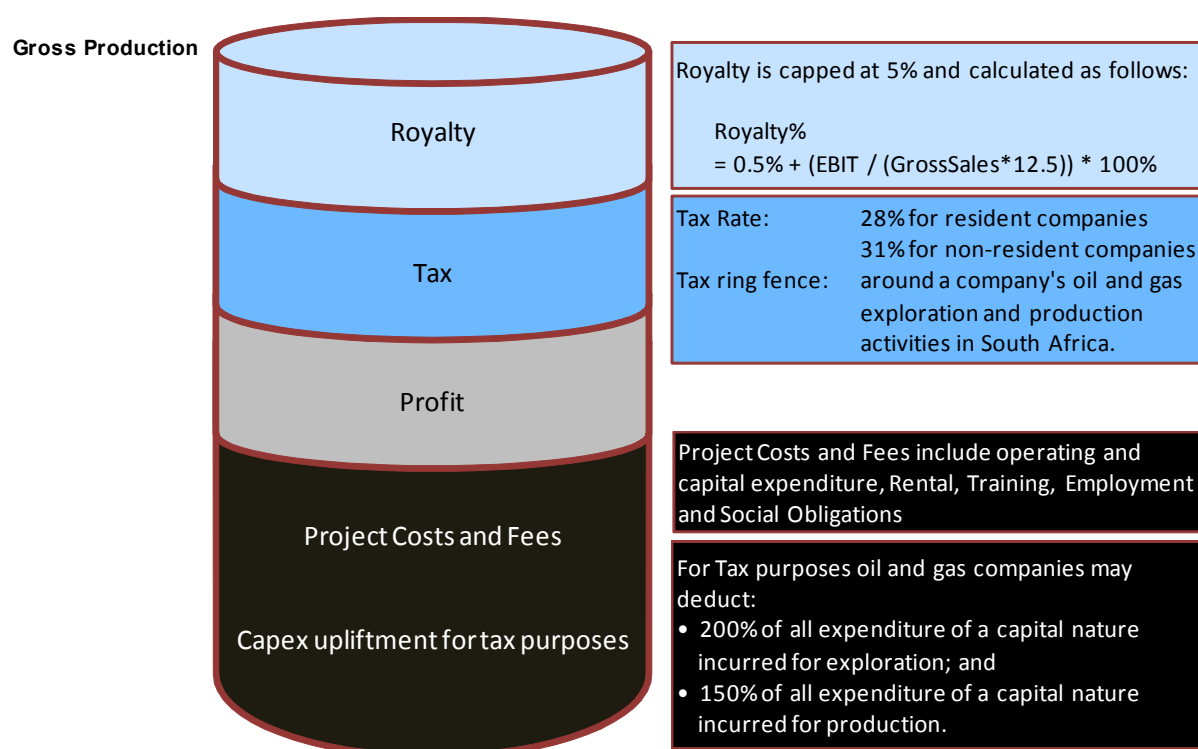 Gross Production
Royalty
Tax
Profit
Project Costs and Fees
Capex upliftment for tax purposes
Royalty is capped at 5% and calculated as follows:
Royalty%
= 0.5% + (EBIT / (GrossSales*12.5)) * 100%
Tax Rate: 28% for resident companies
31% for non-resident companies
Tax ring fence: around a company's oil and gas
exploration and production
activities in South Africa.
Project Costs and Fees include operating and
capital expenditure, Rental, Training, Employment
and Social Obligations
For Tax purposes oil and gas companies may
deduct:
• 200% of all expenditure of a capital nature
incurred for exploration; and
• 150% of all expenditure of a capital nature
incurred for production.